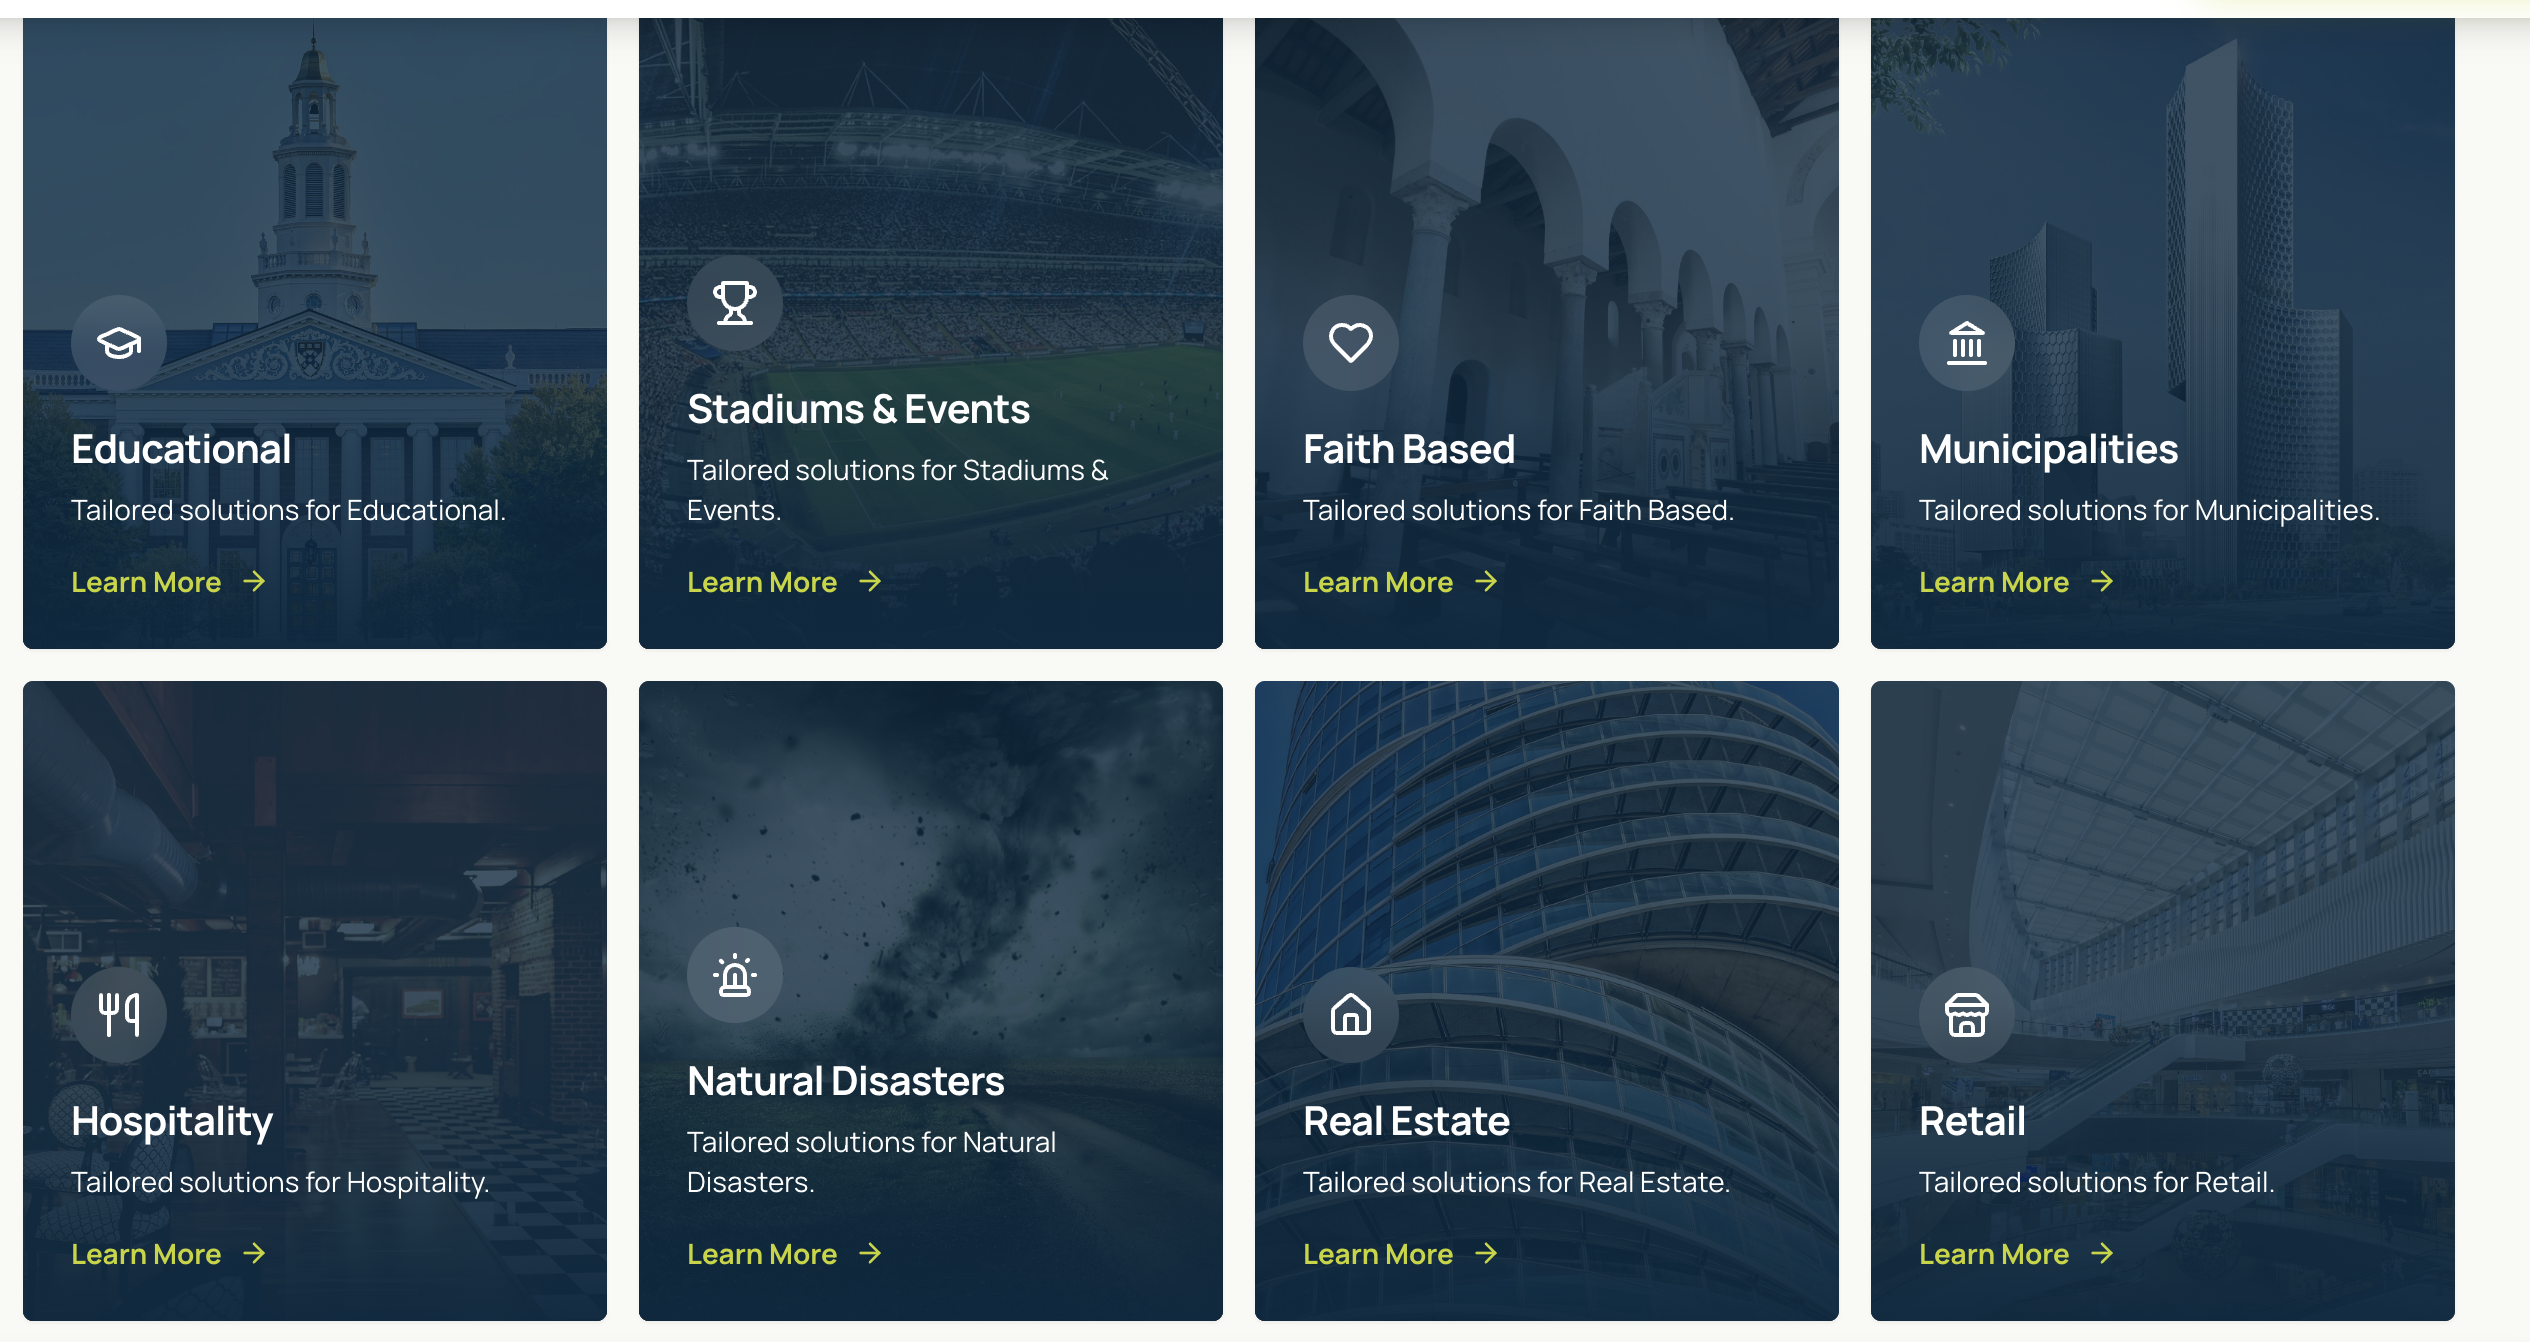 Educational
Tailored solutions for Educational.
Learn More
Stadiums & Events
Tailored solutions for Stadiums &
Events.
Learn More
Faith Based
Tailored solutions for Faith Based.
Learn More
Municipalities
Tailored solutions for Municipalities.
Learn More
Hospitality
Tailored solutions for Hospitality.
Learn More
Natural Disasters
Tailored solutions for Natural
Disasters.
Learn More
Real Estate
Tailored solutions for Real Estate.
Learn More
Retail
Tailored solutions for Retail.
Learn More